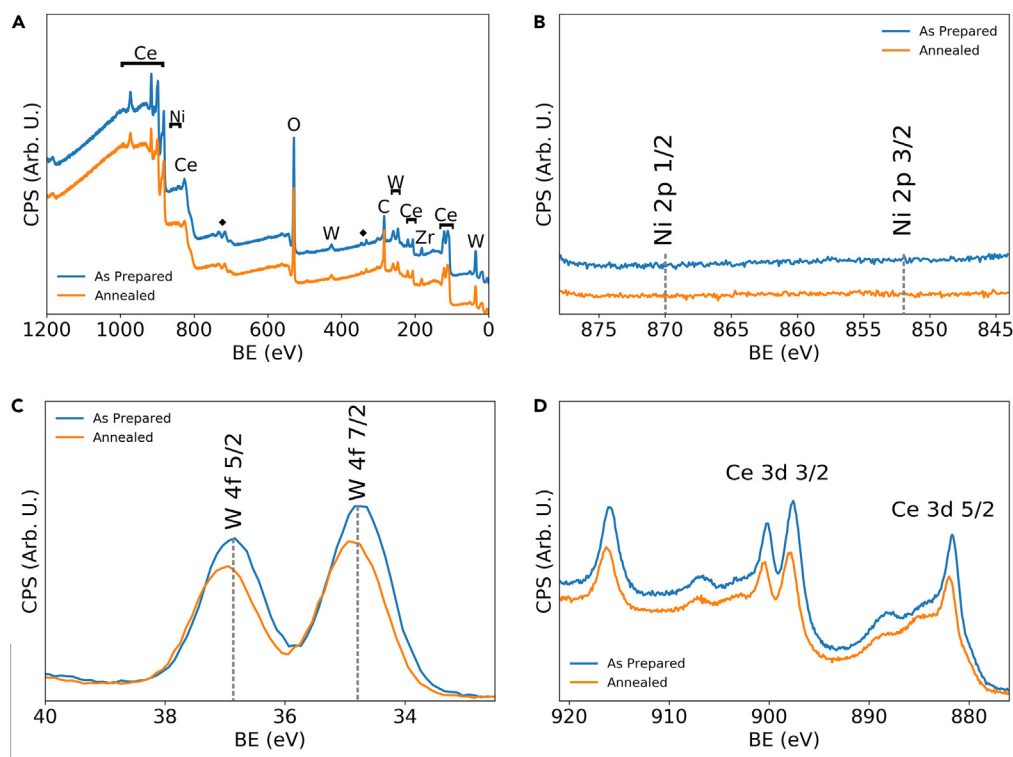 A
CPS (Arb. U.)
Ce
Ni
Ce
O
W
C
W
Ce
Zr
Ce
W
As Prepared
Annealed
1200 1000 800 600 400 200 0
BE (eV)
B
CPS (Arb. U.)
As Prepared
Annealed
Ni 2p 1/2
Ni 2p 3/2
875 870 865 860 855 850 845
BE (eV)
C
CPS (Arb. U.)
As Prepared
Annealed
W 4f 5/2
W 4f 7/2
40 38 36 34
BE (eV)
D
CPS (Arb. U.)
Ce 3d 3/2
Ce 3d 5/2
As Prepared
Annealed
920 910 900 890 880
BE (eV)